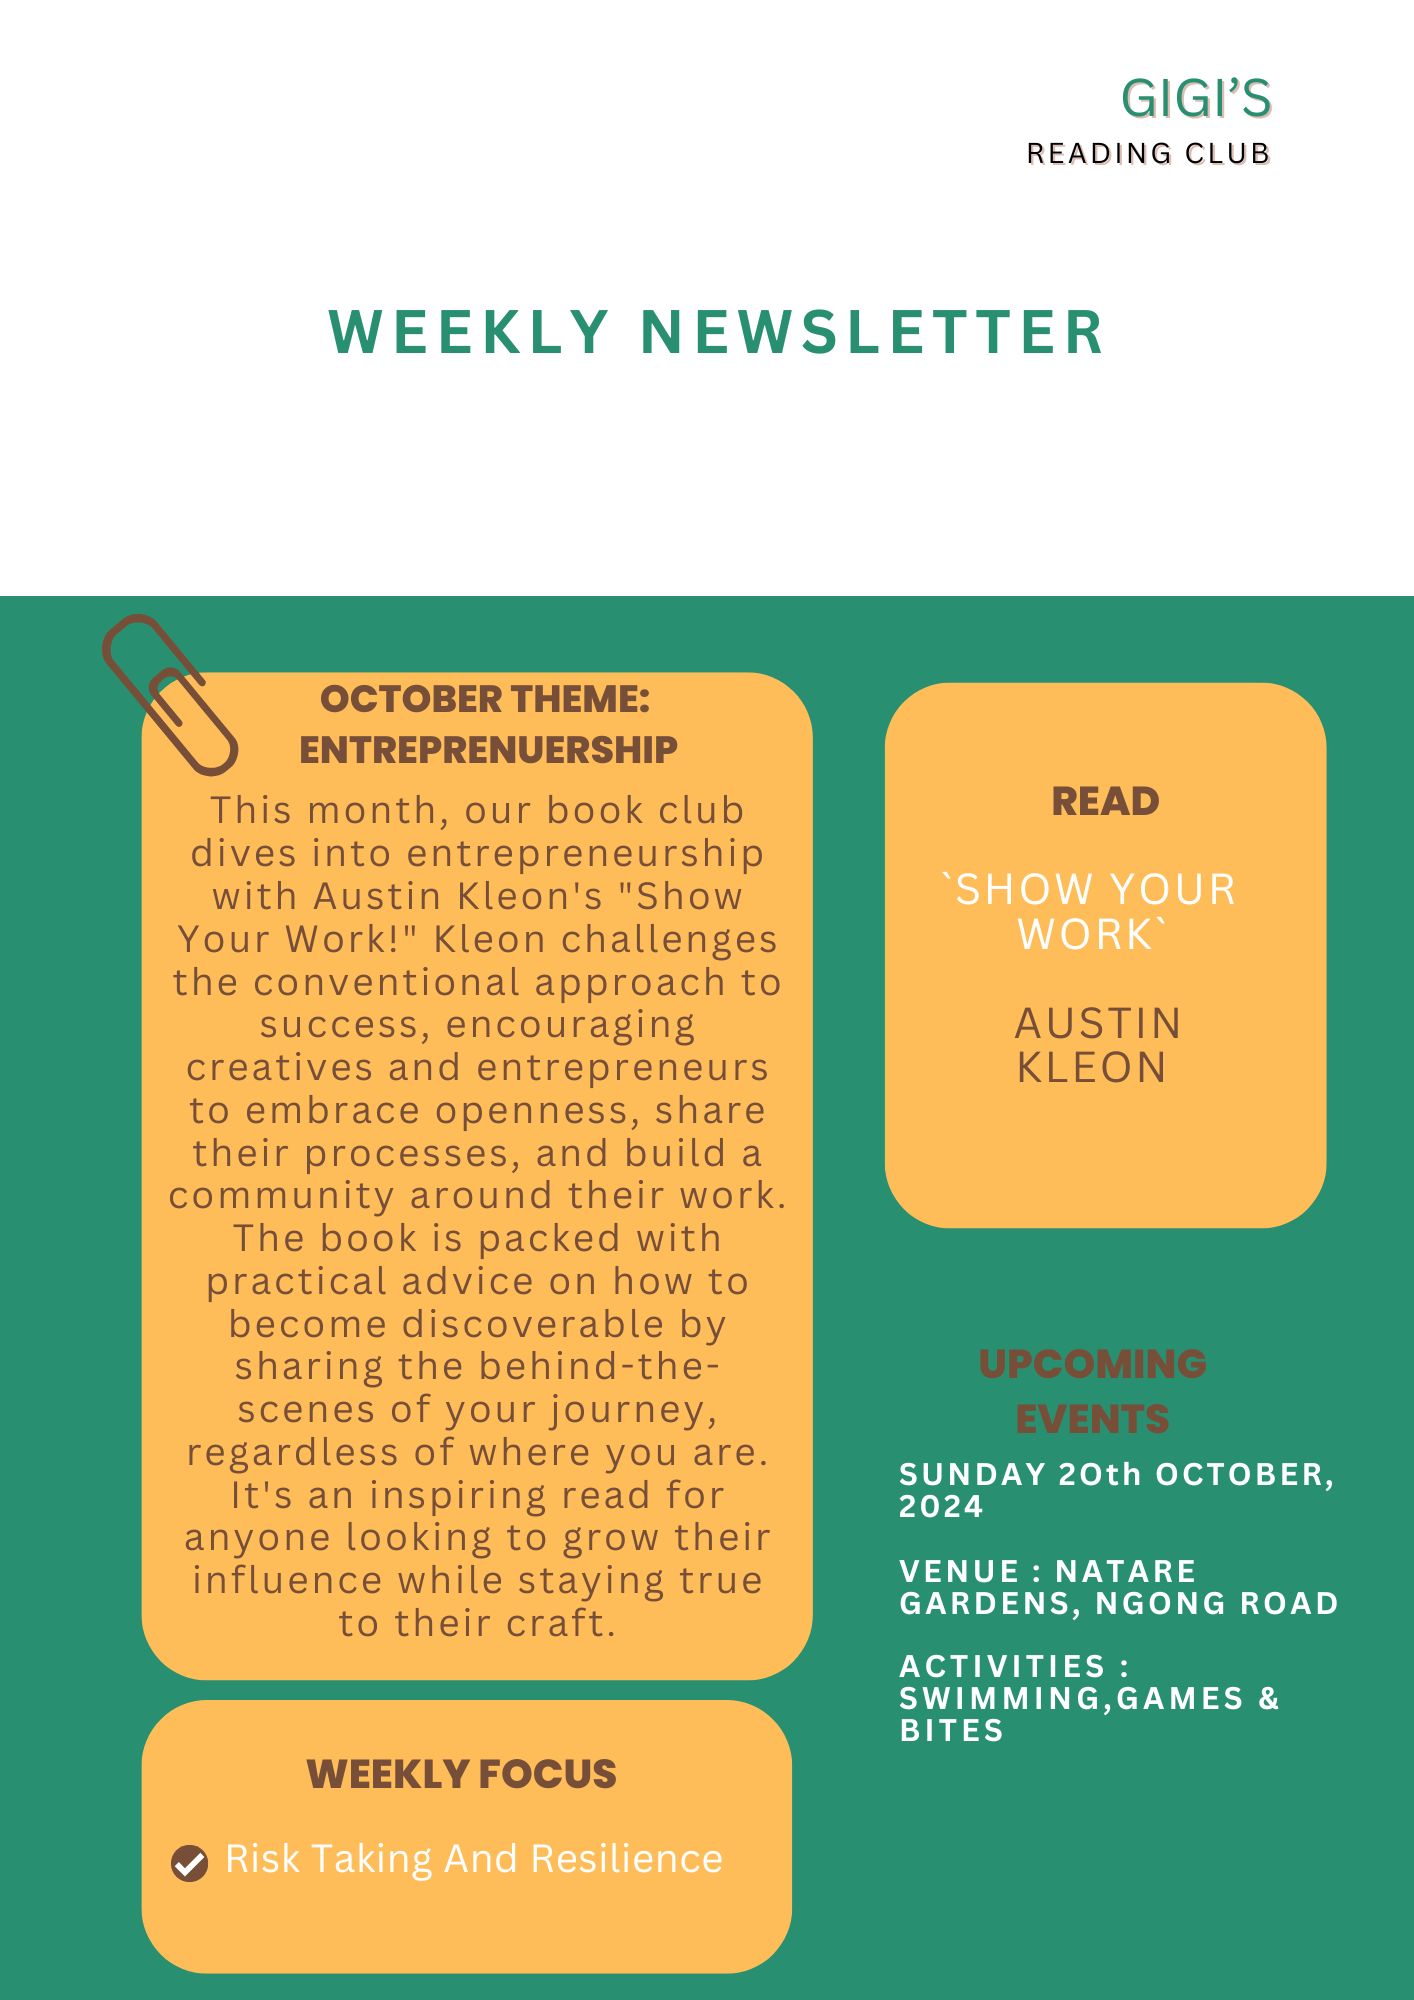 GIGI’S
READING CLUB
WEEKLY NEWSLETTER
OCTOBER THEME:
ENTREPRENUERSHIP
This month, our book club
dives into entrepreneurship
with Austin Kleon's "Show
Your Work!" Kleon challenges
the conventional approach to
success, encouraging
creatives and entrepreneurs
to embrace openness, share
their processes, and build a
community around their work.
The book is packed with
practical advice on how to
become discoverable by
sharing the behind-the-
scenes of your journey,
regardless of where you are.
It's an inspiring read for
anyone looking to grow their
influence while staying true
to their craft.
WEEKLY FOCUS
Risk Taking And Resilience
READ
`SHOW YOUR
WORK`
AUSTIN
KLEON
UPCOMING
EVENTS
SUNDAY 2Oth OCTOBER,
2024
VENUE : NATARE
GARDENS, NGONG ROAD
ACTIVITIES :
SWIMMING,GAMES &
BITES